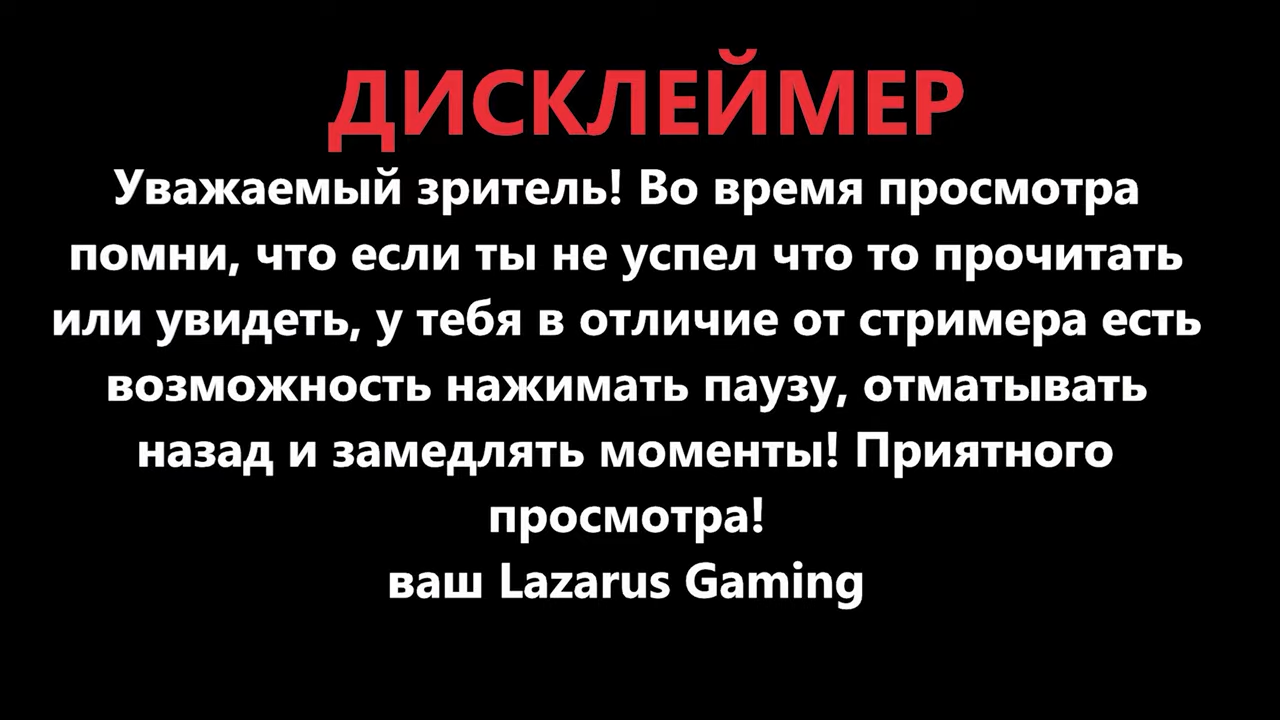 ДИСКЛЕЙМЕР
Уважаемый зритель! Во время просмотра
помни, что если ты не успел что то прочитать
или увидеть, у тебя в отличие от стримера есть
возможность нажимать паузу, отматывать
назад и замедлять моменты! Приятного
просмотра!
ваш Lazarus Gaming